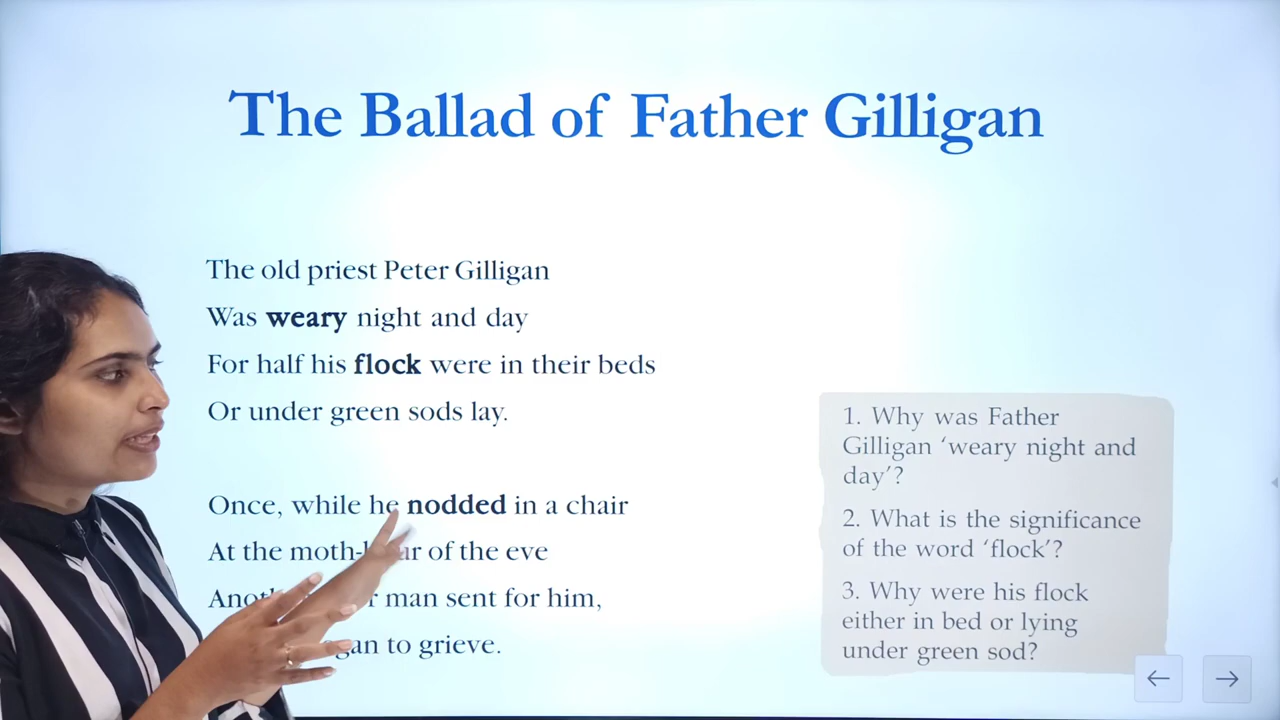 The Ballad of Father Gilligan
The old priest Peter Gilligan
Was weary night and day
For half his flock were in their beds
Or under green sods lay.
Once, while he nodded in a chair
At the moth- of the eve
man sent for him,
to grieve.
1. Why was Father
Gilligan ‘weary night and
day’?
2. What is the significance
of the word ‘flock’?
3. Why were his flock
either in bed or lying
under green sod?